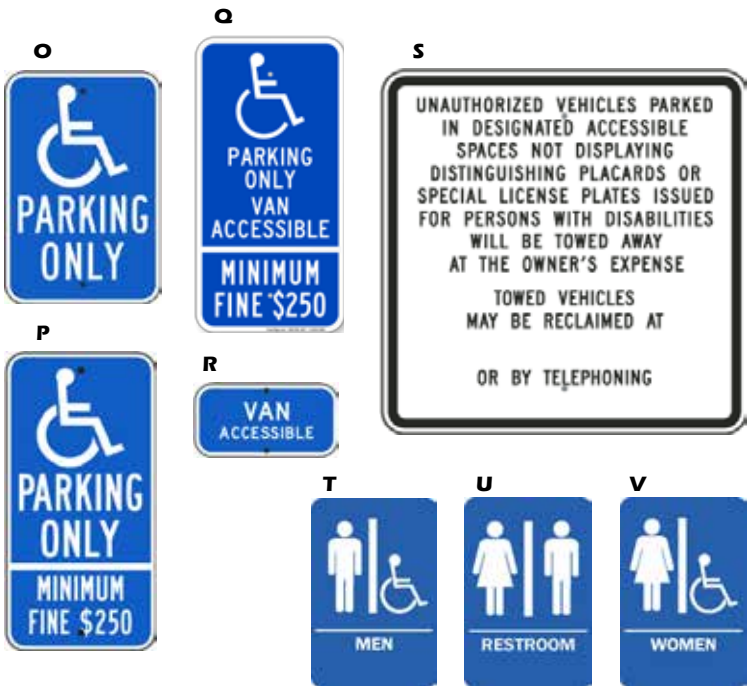 O
PARKING
ONLY
P
PARKING
ONLY
MINIMUM
FINE $250
Q
PARKING
ONLY
VAN
ACCESSIBLE
MINIMUM
FINE $250
R
VAN
ACCESSIBLE
S
UNAUTHORIZED VEHICLES PARKED
IN DESIGNATED ACCESSIBLE
SPACES NOT DISPLAYING
DISTINGUISHING PLACARDS OR
SPECIAL LICENSE PLATES ISSUED
FOR PERSONS WITH DISABILITIES
WILL BE TOWED AWAY
AT THE OWNER'S EXPENSE
TOWED VEHICLES
MAY BE RECLAIMED AT
OR BY TELEPHONING
T
MEN
U
RESTROOM
V
WOMEN